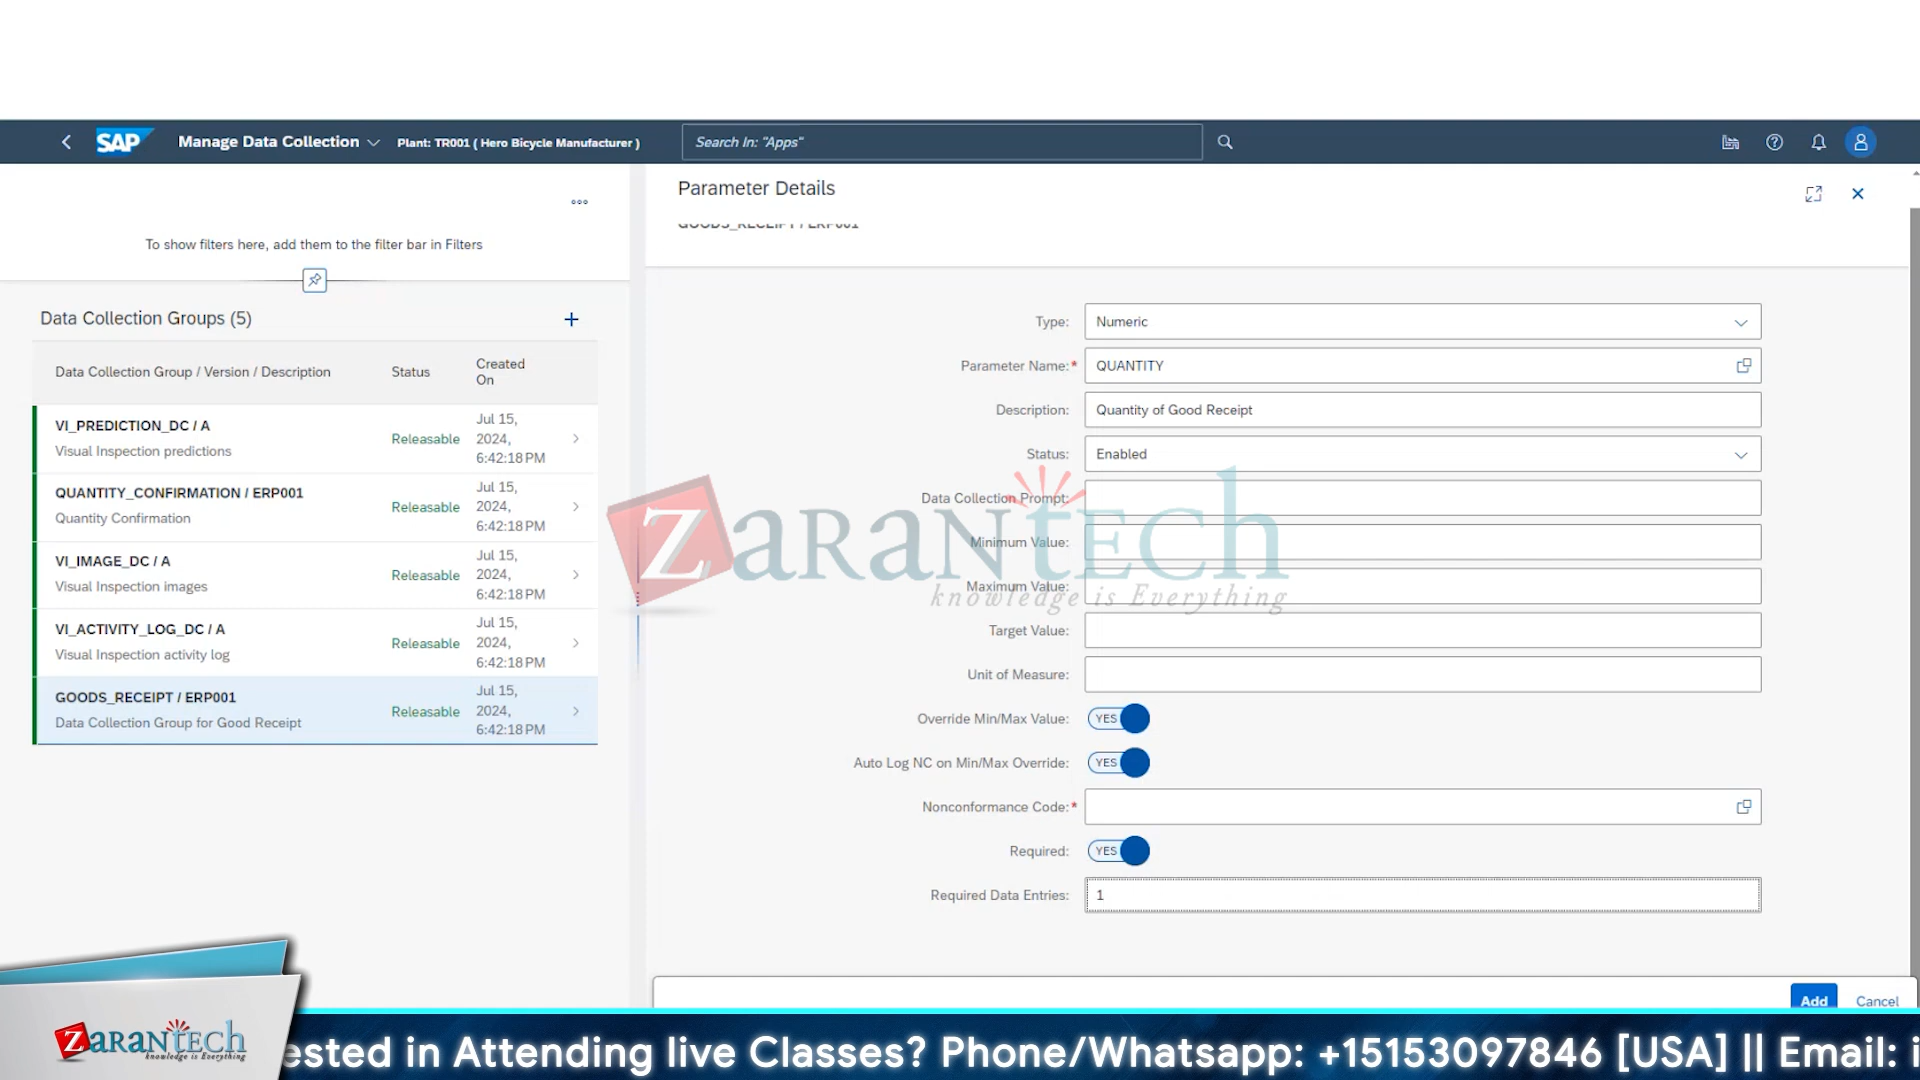 SAP
Manage Data Collection
Plant: TR001 ( Hero Bicycle Manufacturer )
Search In: "Apps"
To show filters here, add them to the filter bar in Filters
Data Collection Groups (5)
Data Collection Group / Version / Description
Status
Created
On
VI_PREDICTION_DC / A
Visual Inspection predictions
Releasable
Jul 15,
2024,
6:42:18 PM
QUANTITY_CONFIRMATION / ERP001
Quantity Confirmation
Releasable
Jul 15,
2024,
6:42:18 PM
VI_IMAGE_DC / A
Visual Inspection images
Releasable
Jul 15,
2024,
6:42:18 PM
VI_ACTIVITY_LOG_DC / A
Visual Inspection activity log
Releasable
Jul 15,
2024,
6:42:18 PM
GOODS_RECEIPT / ERP001
Data Collection Group for Good Receipt
Releasable
Jul 15,
2024,
6:42:18 PM
Parameter Details
GOODS_RECEIPT / ERP001
Type: Numeric
Parameter Name:* QUANTITY
Description: Quantity of Good Receipt
Status: Enabled
Data Collection Prompt:
Minimum Value:
Maximum Value:
Target Value:
Unit of Measure:
Override Min/Max Value: YES
Auto Log NC on Min/Max Override: YES
Nonconformance Code:*
Required: YES
Required Data Entries: 1
Add Cancel
ZaranTech
knowledge is Everything
ZaranTech
knowledge is Everything
ested in Attending live Classes? Phone/Whatsapp: +15153097846 [USA] || Email: i